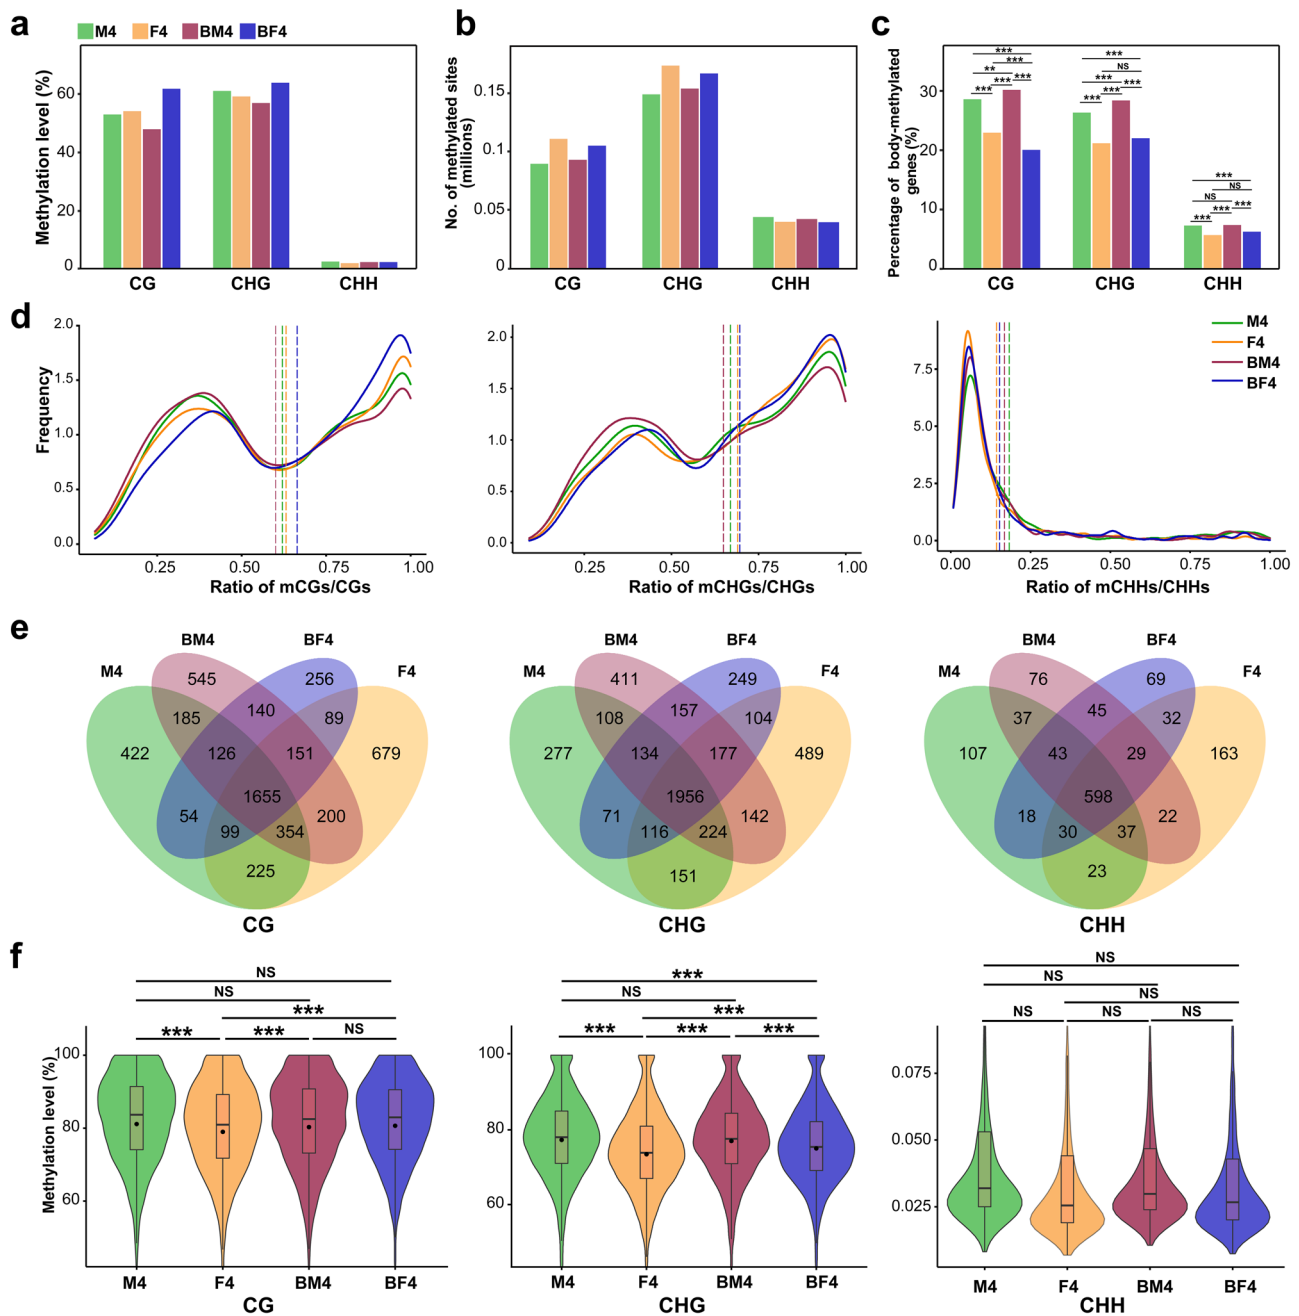 a
M4 F4 BM4 BF4
Methylation level (%)
60
40
20
0
CG CHG CHH
b
No. of methylated sites
(millions)
0.15
0.1
0.05
0
CG CHG CHH
c
Percentage of body-methylated
genes (%)
30
20
10
0
***
***
**
***
*** ***
***
NS
***
***
*** ***
***
NS
NS
***
*** ***
CG CHG CHH
d
Frequency
2.0
1.5
1.0
0.5
0.0
0.25 0.50 0.75 1.00
Ratio of mCGs/CGs
2.0
1.5
1.0
0.5
0.0
0.25 0.50 0.75 1.00
Ratio of mCHGs/CHGs
M4
F4
BM4
BF4
7.5
5.0
2.5
0.0
0.00 0.25 0.50 0.75 1.00
Ratio of mCHHs/CHHs
e
BM4 BF4
M4 F4
545 256
185 140 89
422 126 151 679
1655
54 99 354 200
225
CG
BM4 BF4
M4 F4
411 249
108 157 104
277 134 177 489
1956
71 116 224 142
151
CHG
BM4 BF4
M4 F4
76 69
37 45 32
107 43 29 163
598
18 30 37 22
23
CHH
f
Methylation level (%)
NS
NS
***
*** *** NS
100
80
60
M4 F4 BM4 BF4
CG
***
NS
***
*** *** ***
100
80
60
M4 F4 BM4 BF4
CHG
NS
NS
NS
NS NS NS
0.075
0.050
0.025
M4 F4 BM4 BF4
CHH